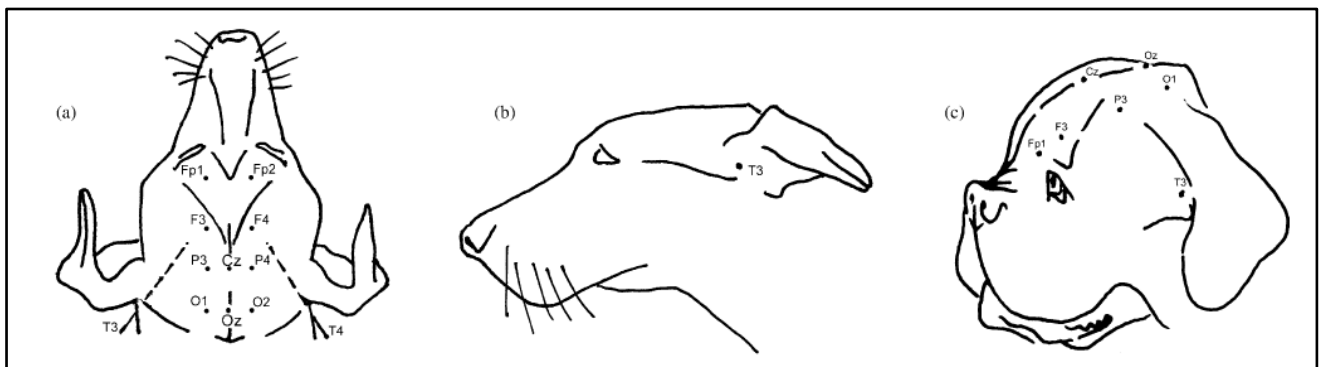 (a)
Fp1 Fp2
F3 F4
P3 Cz P4
O1 O2
Oz
T3 T4
(b)
T3
(c)
Oz
Cz
O1
P3
F3
Fp1
T3